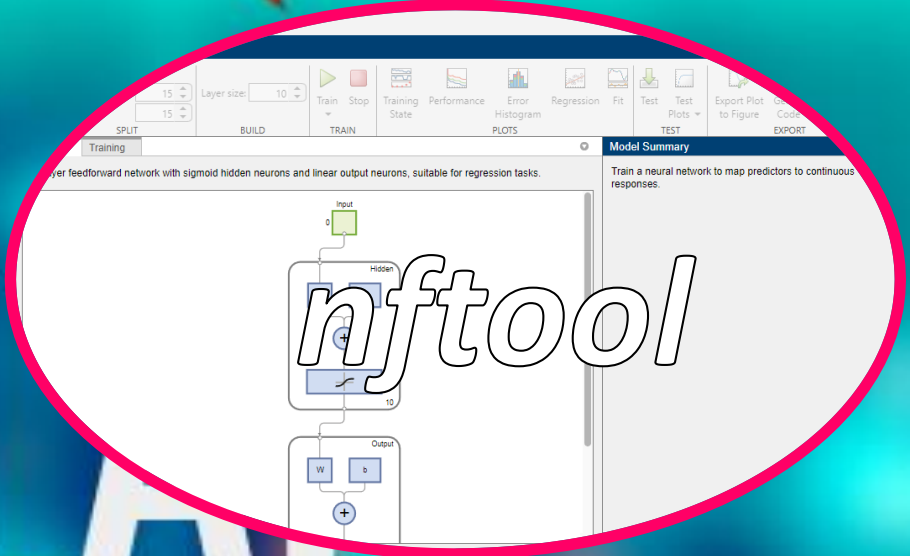 15
Layer size: 10
15
Train Stop Training State Performance Error Histogram Regression Fit Test Test Plots Export Plot to Figure Code
SPLIT BUILD TRAIN PLOTS TEST EXPORT
Training
Model Summary
feedforward network with sigmoid hidden neurons and linear output neurons, suitable for regression tasks.
Train a neural network to map predictors to continuous
responses.
Input
0
Hidden
nftool
+
10
Output
W b
+